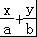 x/a + y/b